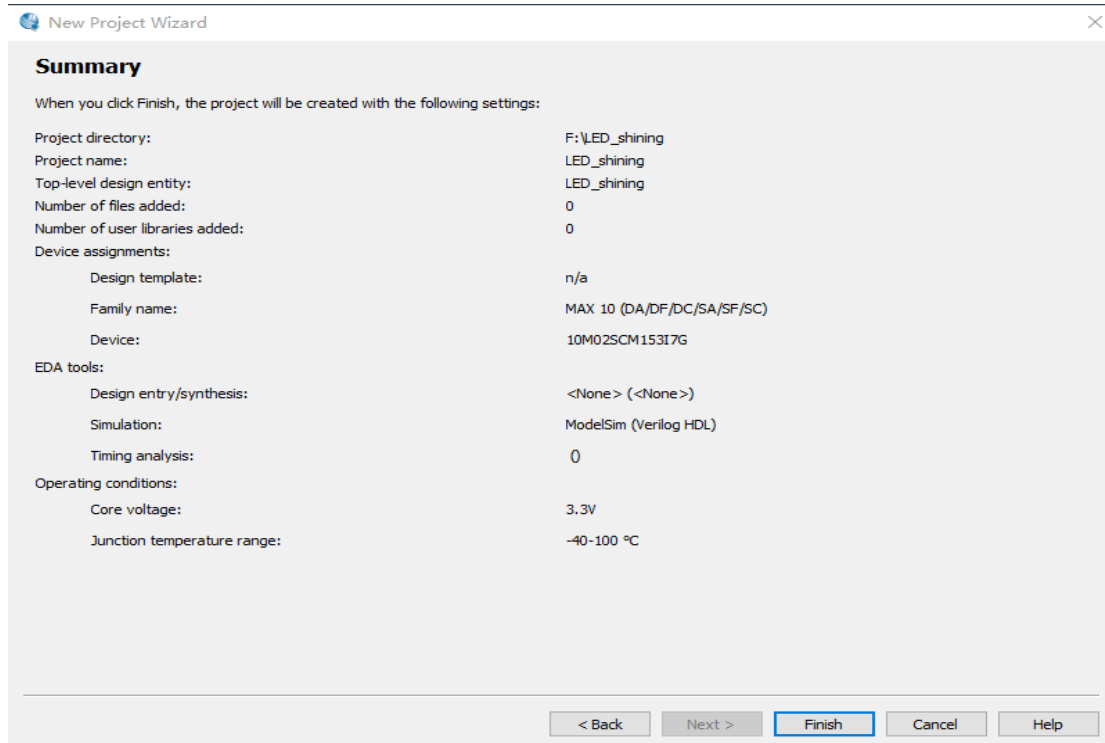 New Project Wizard
Summary
When you click Finish, the project will be created with the following settings:
Project directory: F:\LED_shining
Project name: LED_shining
Top-level design entity: LED_shining
Number of files added: 0
Number of user libraries added: 0
Device assignments:
Design template: n/a
Family name: MAX 10 (DA/DF/DC/SA/SF/SC)
Device: 10M02SCM153I7G
EDA tools:
Design entry/synthesis: <None> (<None>)
Simulation: ModelSim (Verilog HDL)
Timing analysis: ()
Operating conditions:
Core voltage: 3.3V
Junction temperature range: -40-100 ºC
< Back Next > Finish Cancel Help